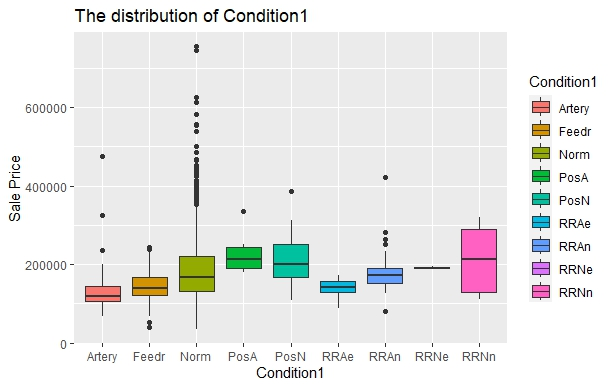 The distribution of Condition1
Sale Price
600000
400000
200000
0
Artery Feedr Norm PosA PosN RRAe RRAn RRNe RRNn
Condition1
Condition1
Artery
Feedr
Norm
PosA
PosN
RRAe
RRAn
RRNe
RRNn